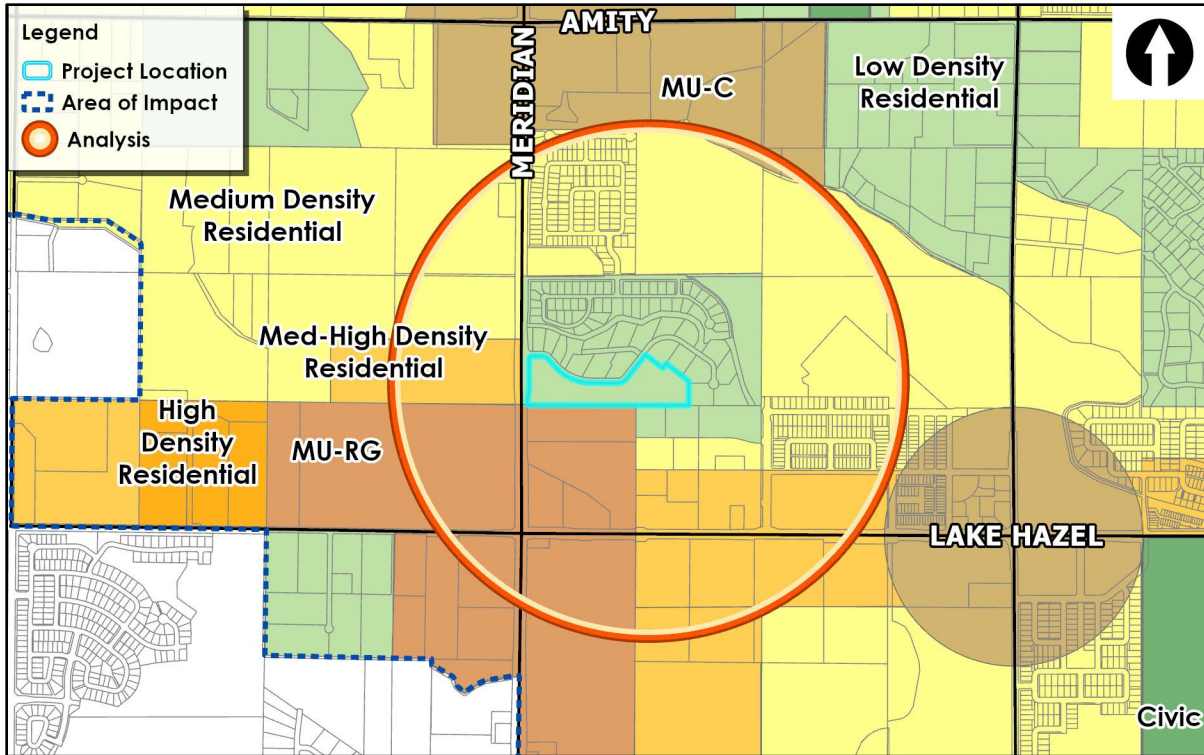 Legend
Project Location
Area of Impact
Analysis
AMITY
MERIDIAN
MU-C
Low Density
Residential
Medium Density
Residential
Med-High Density
Residential
High
Density
Residential
MU-RG
LAKE HAZEL
Civic